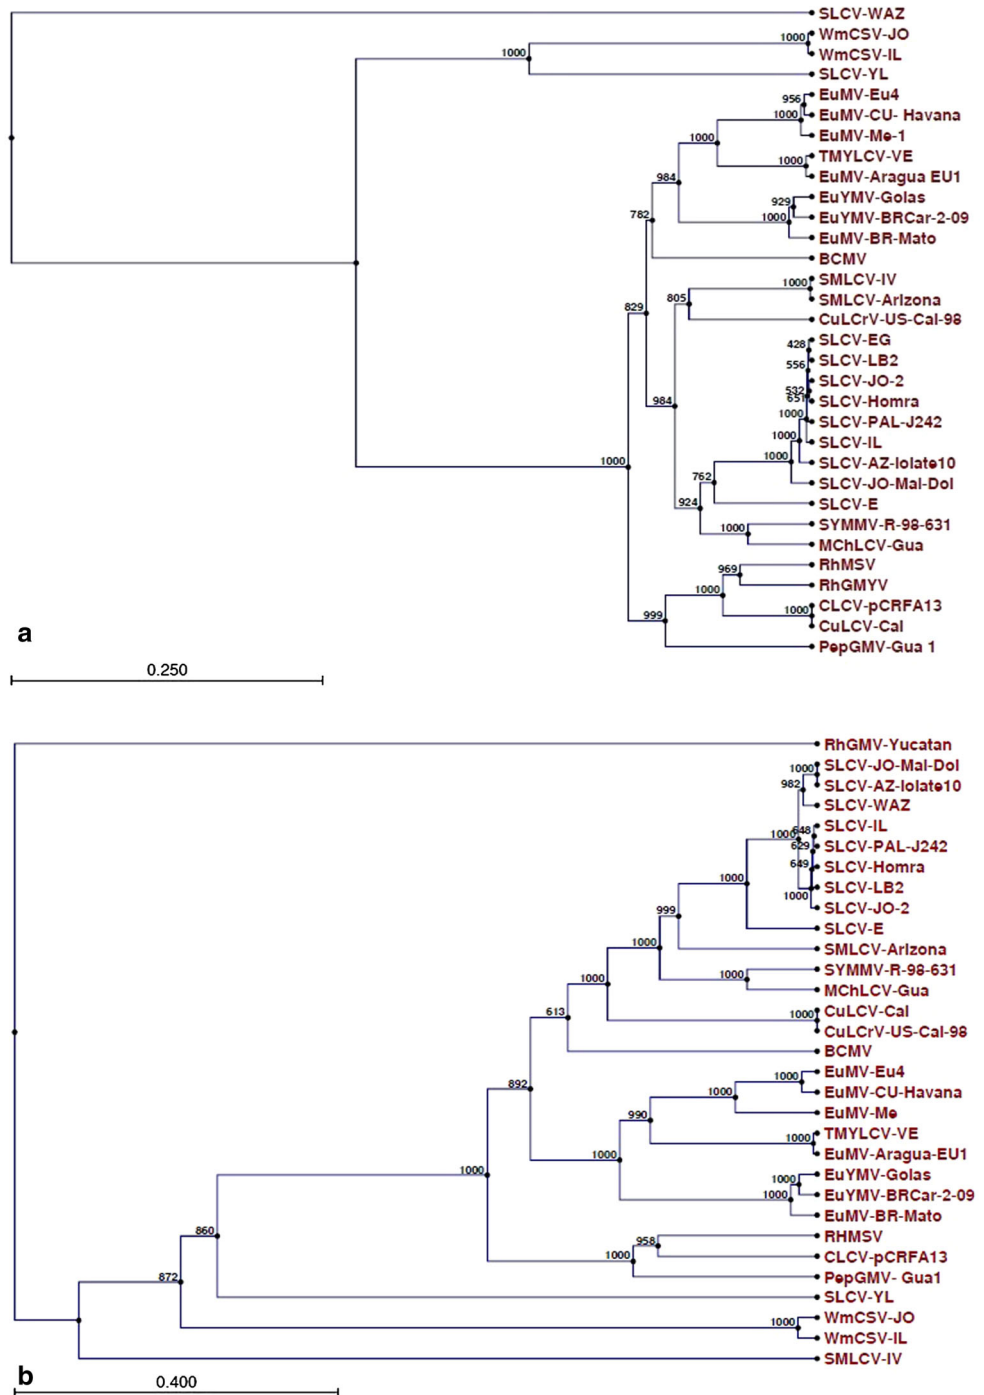 SLCV-WAZ
1000 WmCSV-JO
1000 WmCSV-IL
SLCV-YL
956 EuMV-Eu4
1000 EuMV-CU- Havana
1000 EuMV-Me-1
1000 TMYLCV-VE
984 EuMV-Aragua EU1
929 EuYMV-Goias
782 1000 EuYMV-BRCar-2-09
EuMV-BR-Mato
BCMV
1000 SMLCV-IV
805 SMLCV-Arizona
829 CuLCrV-US-Cal-98
428 SLCV-EG
556 SLCV-LB2
532 SLCV-JO-2
984 651 SLCV-Homra
1000 SLCV-PAL-J242
1000 SLCV-IL
1000 1000 SLCV-AZ-Iolate10
762 SLCV-JO-Mal-Dol
924 SLCV-E
1000 SYMMV-R-98-631
MChLCV-Gua
969 RhMSV
1000 RhGMYV
1000 CLCV-pCRFA13
999 CuLCV-Cal
PepGMV-Gua 1
a
0.250
RhGMV-Yucatan
1000 SLCV-JO-Mal-Dol
982 SLCV-AZ-Iolate10
SLCV-WAZ
1000 648 SLCV-IL
629 SLCV-PAL-J242
649 SLCV-Homra
1000 1000 SLCV-LB2
999 SLCV-JO-2
SLCV-E
1000 SMLCV-Arizona
1000 1000 SYMMV-R-98-631
MChLCV-Gua
613 1000 CuLCV-Cal
CuLCrV-US-Cal-98
BCMV
892 1000 EuMV-Eu4
1000 EuMV-CU-Havana
990 EuMV-Me
1000 TMYLCV-VE
1000 EuMV-Aragua-EU1
1000 1000 EuYMV-Goias
1000 EuYMV-BRCar-2-09
EuMV-BR-Mato
860 958 RHMSV
1000 CLCV-pCRFA13
872 PepGMV- Gua1
SLCV-YL
1000 WmCSV-JO
WmCSV-IL
SMLCV-IV
b
0.400